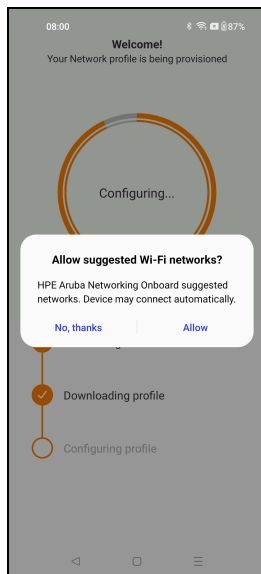 08:00
87%
Welcome!
Your Network profile is being provisioned
Configuring...
Allow suggested Wi-Fi networks?
HPE Aruba Networking Onboard suggested
networks. Device may connect automatically.
No, thanks
Allow
Downloading profile
Configuring profile